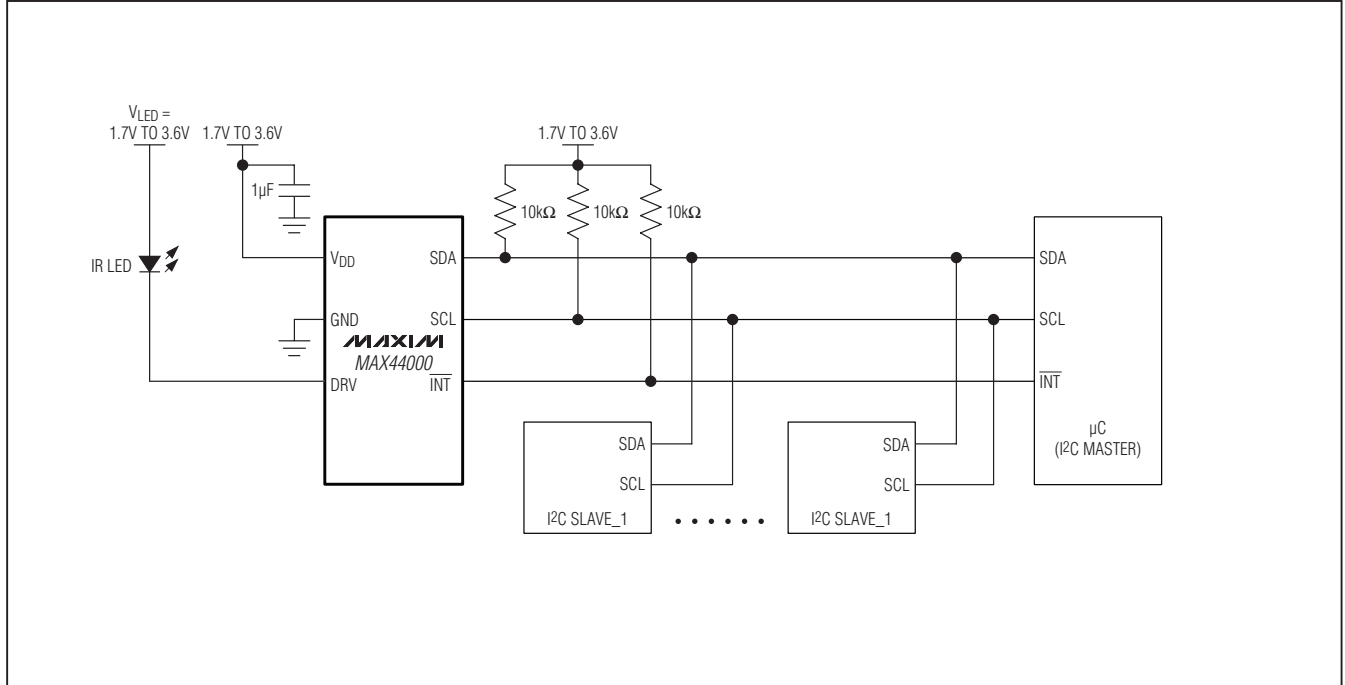 VLED =
1.7V TO 3.6V
1.7V TO 3.6V
1.7V TO 3.6V
1µF
10kΩ
10kΩ
10kΩ
IR LED
VDD
GND
DRV
SDA
SCL
INT
MAXIM
MAX44000
SDA
SCL
I2C SLAVE_1
......
SDA
SCL
I2C SLAVE_1
SDA
SCL
INT
µC
(I2C MASTER)